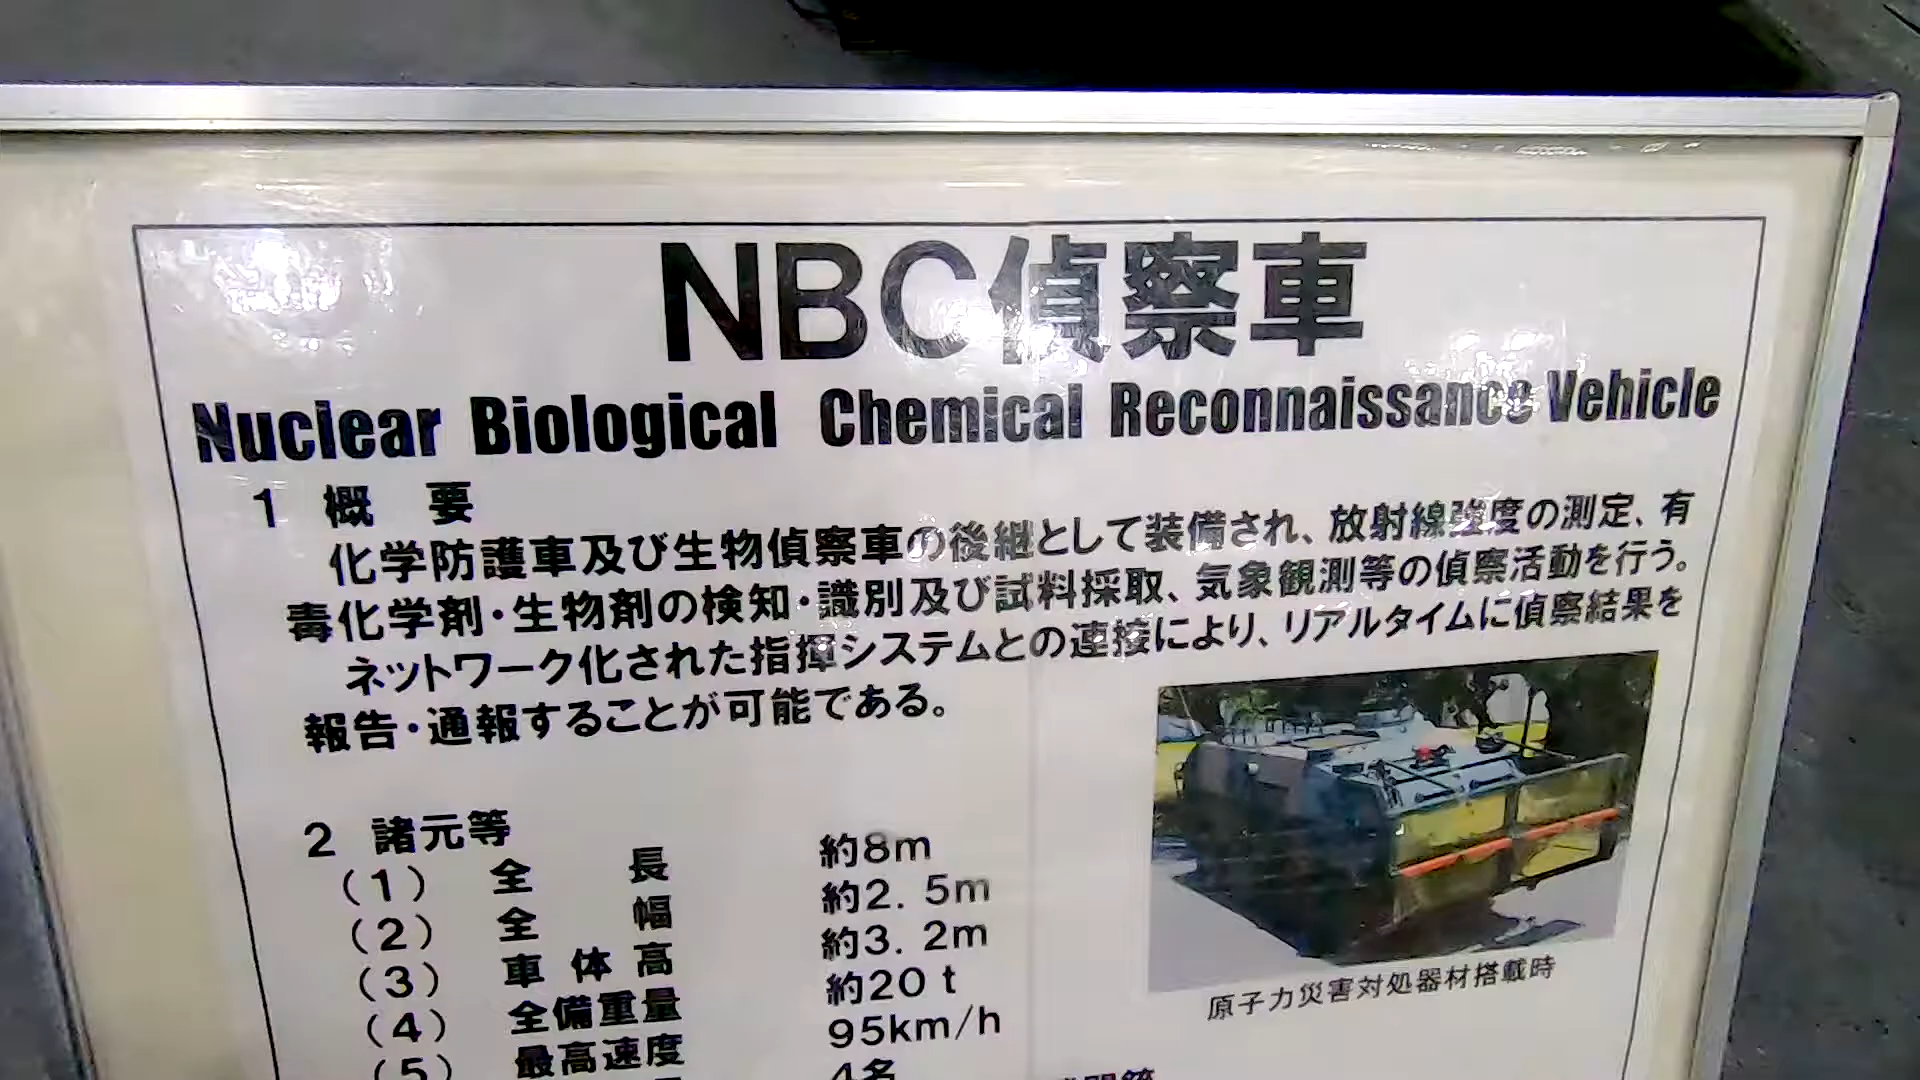 NBC偵察車
Nuclear Biological Chemical Reconnaissance Vehicle
1 概 要
化学防護車及び生物偵察車の後継として装備され、放射線強度の測定、有
毒化学剤・生物剤の検知・識別及び試料採取、気象観測等の偵察活動を行う。
ネットワーク化された指揮システムとの連接により、リアルタイムに偵察結果を
報告・通報することが可能である。
2 諸元等
(1) 全 長 約8m
(2) 全 幅 約2.5m
(3) 車 体 高 約3.2m
(4) 全備重量 約20t
(5) 最高速度 95km/h
4名
原子力災害対処器材搭載時